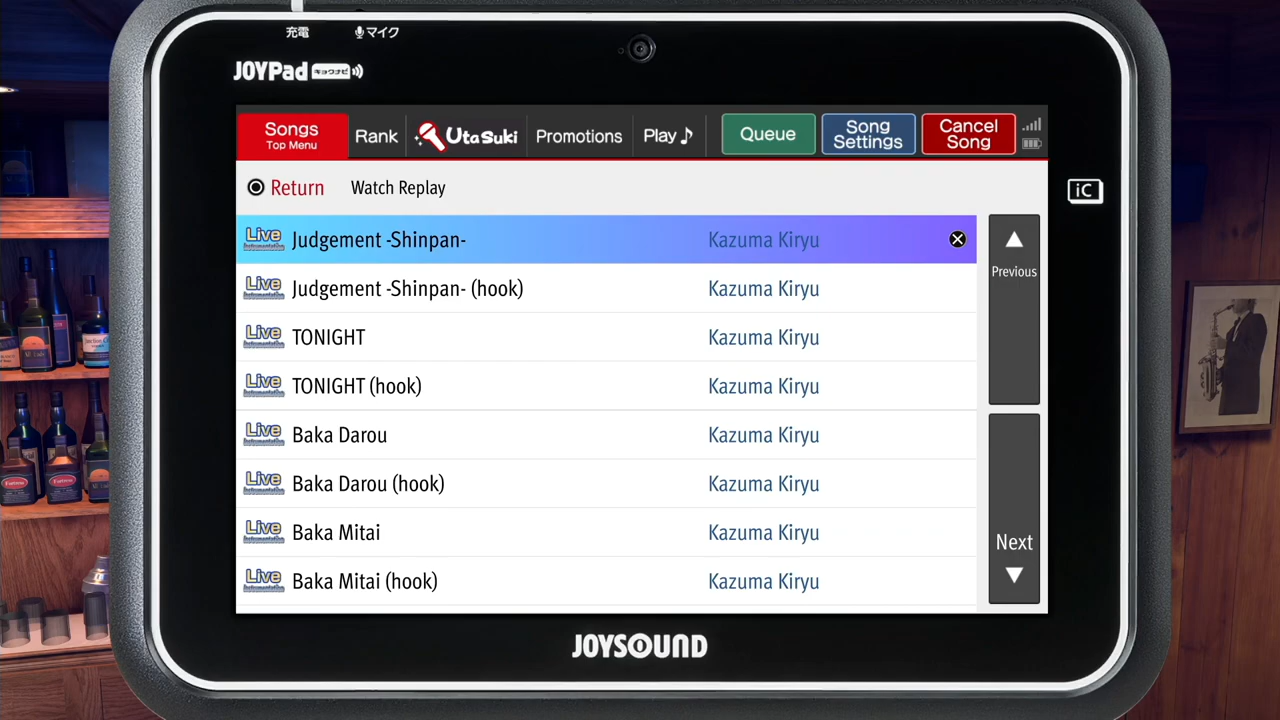 充電 マイク
JOYPad キョクナビ
Songs
Top Menu
Rank
UtaSuki
Promotions
Play♪
Queue
Song
Settings
Cancel
Song
iC
Return Watch Replay
Live Judgement -Shinpan- Kazuma Kiryu
Live Judgement -Shinpan- (hook) Kazuma Kiryu
Live TONIGHT Kazuma Kiryu
Live TONIGHT (hook) Kazuma Kiryu
Live Baka Darou Kazuma Kiryu
Live Baka Darou (hook) Kazuma Kiryu
Live Baka Mitai Kazuma Kiryu
Live Baka Mitai (hook) Kazuma Kiryu
Previous
Next
JOYSOUND